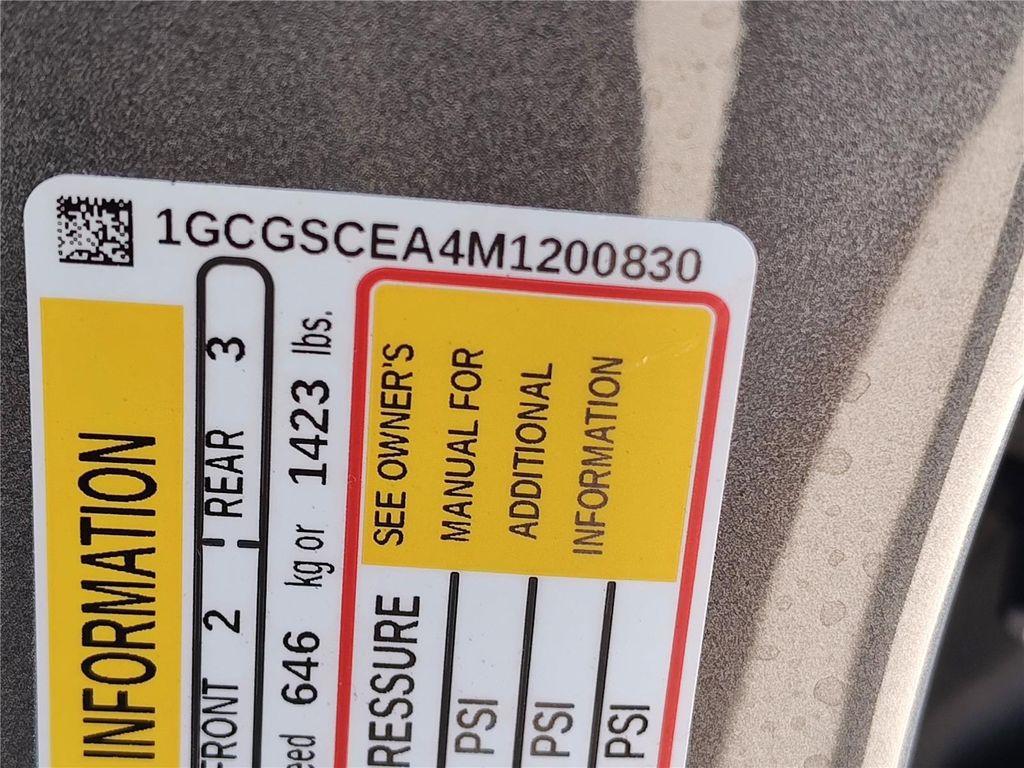 1GCGSCEA4M1200830
INFORMATION
FRONT 2 REAR 3
646 kg or 1423 lbs.
SEE OWNER'S
MANUAL FOR
ADDITIONAL
INFORMATION
PSI
PSI
PSI